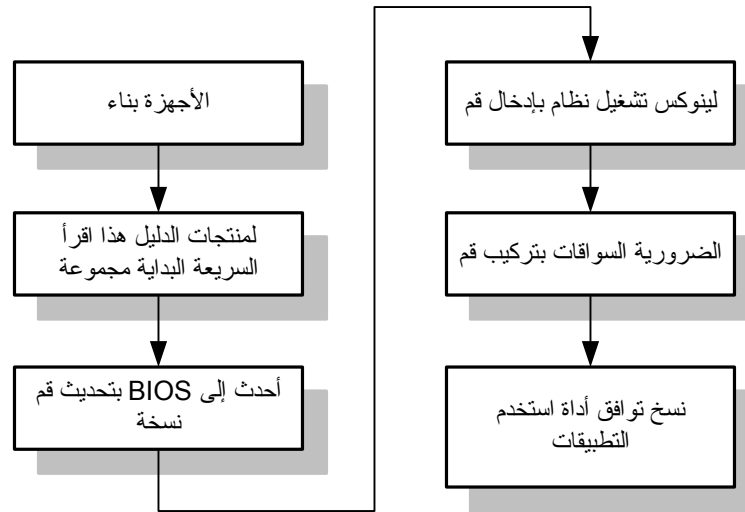 الأجهزة بناء
لمنتجات الدليل هذا اقرأ
السريعة البداية مجموعة
أحدث إلى BIOS بتحديث قم
نسخة
لينوكس تشغيل نظام بإدخال قم
الضرورية السواقات بتركيب قم
نسخ توافق أداة استخدم
التطبيقات